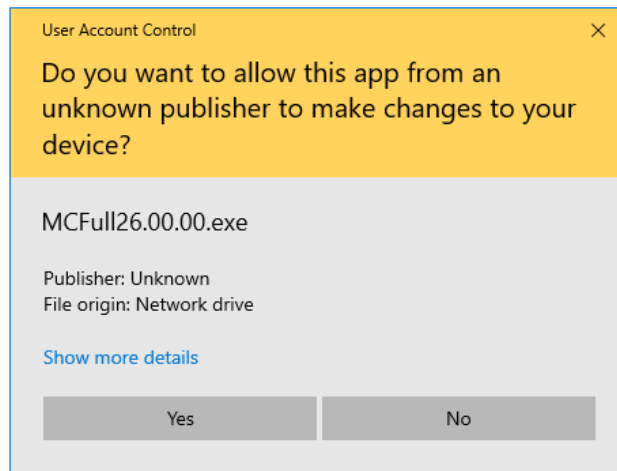 User Account Control
Do you want to allow this app from an
unknown publisher to make changes to your
device?
MCFull26.00.00.exe
Publisher: Unknown
File origin: Network drive
Show more details
Yes
No